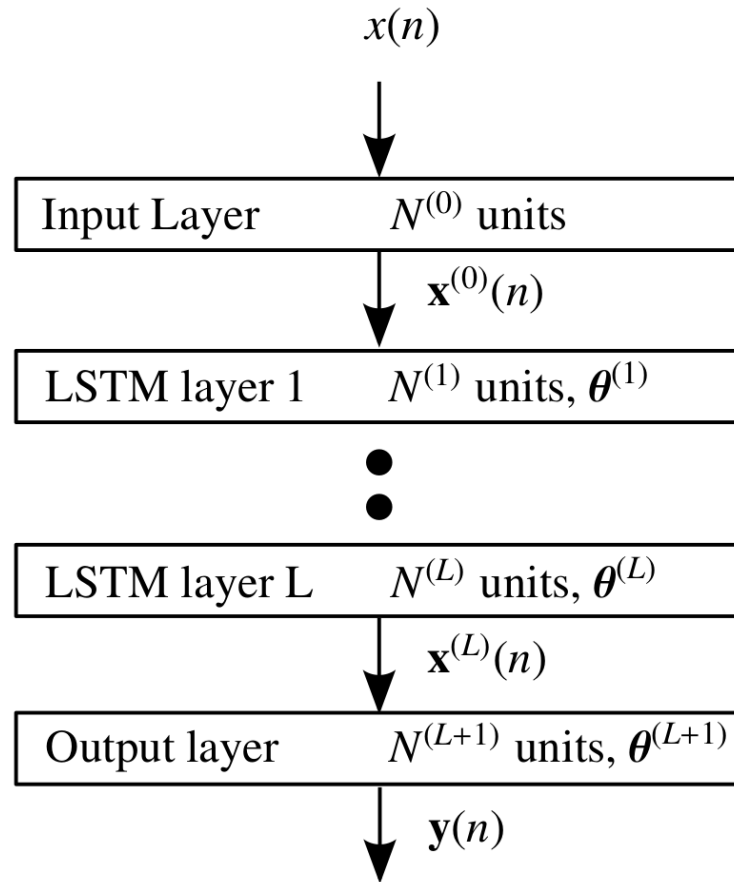 x(n)
Input Layer N^(0) units
x^(0)(n)
LSTM layer 1 N^(1) units, θ^(1)
LSTM layer L N^(L) units, θ^(L)
x^(L)(n)
Output layer N^(L+1) units, θ^(L+1)
y(n)